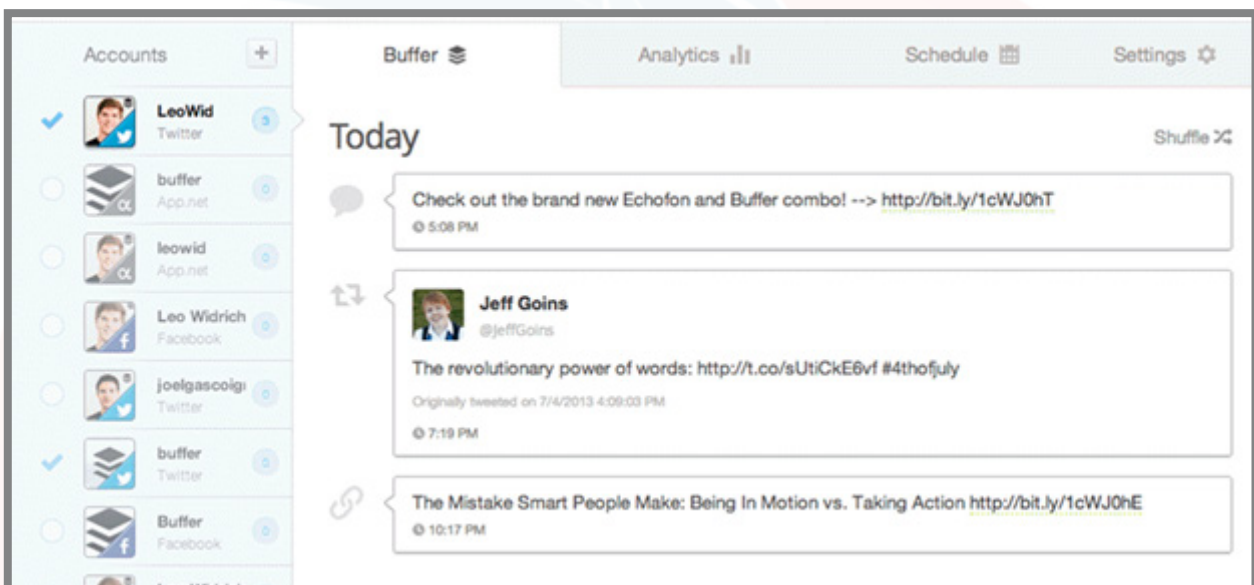 Accounts +
Buffer
Analytics
Schedule
Settings
LeoWid
Twitter
buffer
App.net
0
leowid
App.net
0
Leo Widrich
Facebook
0
joelgascoig
Twitter
0
buffer
Twitter
0
Buffer
Facebook
0
Today
Shuffle
Check out the brand new Echofon and Buffer combo! --> http://bit.ly/1cWJ0hT
5:08 PM
Jeff Goins
@JeffGoins
The revolutionary power of words: http://t.co/sUtiCkE6vf #4thofjuly
Originally tweeted on 7/4/2013 4:09:03 PM
7:19 PM
The Mistake Smart People Make: Being In Motion vs. Taking Action http://bit.ly/1cWJ0hE
10:17 PM